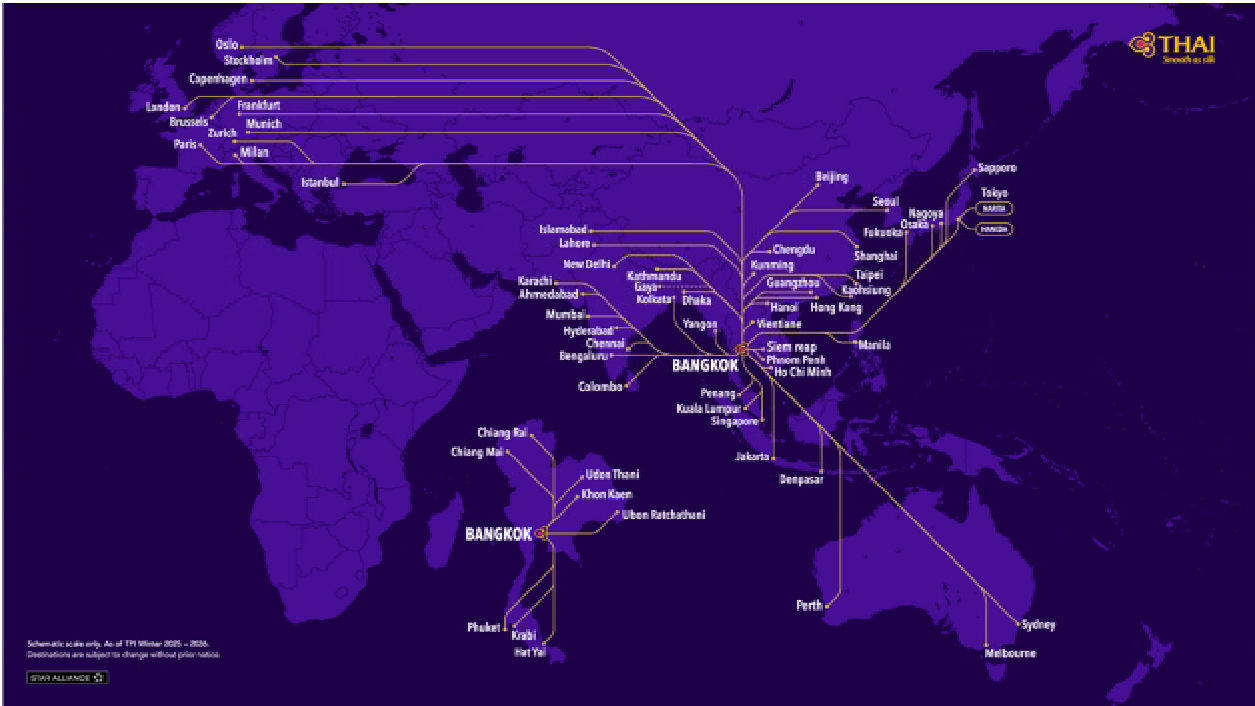 THAI
Smooth as silk
Oslo
Stockholm
Copenhagen
London
Brussels
Frankfurt
Zurich
Munich
Paris
Milan
Istanbul
Beijing
Sapporo
Seoul
Tokyo
NARITA
HANEDA
Nagoya
Osaka
Fukuoka
Shanghai
Chengdu
Kunming
Taipei
Guangzhou
Kaohsiung
Hanoi
Hong Kong
Vientiane
Manila
Siem reap
Phnom Penh
Ho Chi Minh
Islamabad
Lahore
New Delhi
Kathmandu
Karachi
Gaya
Ahmedabad
Kolkata
Dhaka
Mumbai
Yangon
Hyderabad
Chennai
Bengaluru
BANGKOK
Colombo
Penang
Kuala Lumpur
Singapore
Jakarta
Denpasar
Perth
Sydney
Melbourne
Chiang Rai
Chiang Mai
Udon Thani
Khon Kaen
Ubon Ratchathani
BANGKOK
Phuket
Krabi
Hat Yai
Schematic scale only. As of TPI Winter 2025 – 2026.
Destinations are subject to change without prior notice.
STAR ALLIANCE